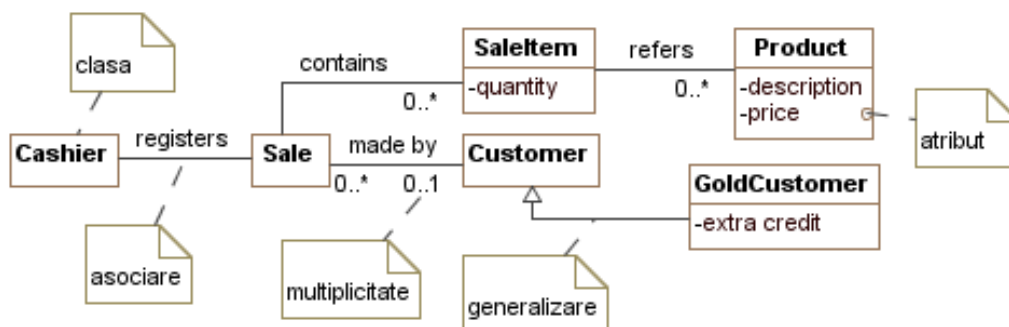 clasa
contains
SaleItem
-quantity
0..*
refers
0..*
Product
-description
-price
atribut
Cashier
registers
Sale
made by
0..*
0..1
Customer
GoldCustomer
-extra credit
asociare
multiplicitate
generalizare